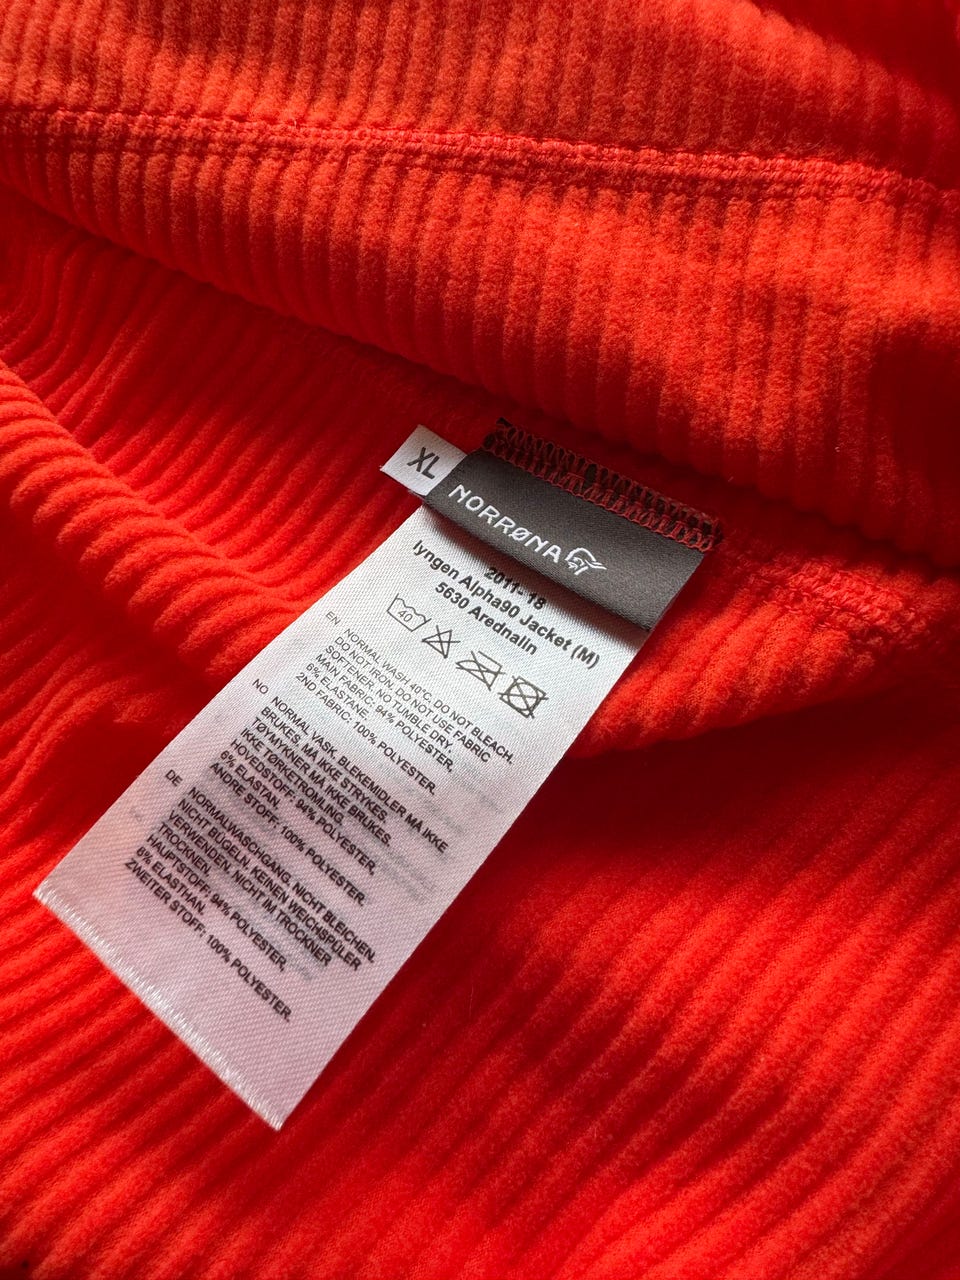 XL
NORRØNA
2011- 18
lyngen Alpha90 Jacket (M)
5630 Arednalin
40
EN NORMAL WASH 40°C. DO NOT BLEACH.
DO NOT IRON. DO NOT USE FABRIC
SOFTENER. NO TUMBLE DRY.
MAIN FABRIC: 94% POLYESTER,
6% ELASTANE.
2ND FABRIC: 100% POLYESTER.
NO NORMAL VASK. BLEKEMIDLER MÅ IKKE
BRUKES. MÅ IKKE STRYKES.
TØYMYKNER MÅ IKKE BRUKES.
IKKE TØRKETROMLING.
HOVEDSTOFF: 94% POLYESTER,
6% ELASTAN.
ANDRE STOFF: 100% POLYESTER.
DE NORMALWASCHGANG. NICHT BLEICHEN.
NICHT BÜGELN. KEINEN WEICHSPÜLER
VERWENDEN. NICHT IM TROCKNER
TROCKNEN.
HAUPTSTOFF: 94% POLYESTER,
6% ELASTHAN.
ZWEITER STOFF: 100% POLYESTER.